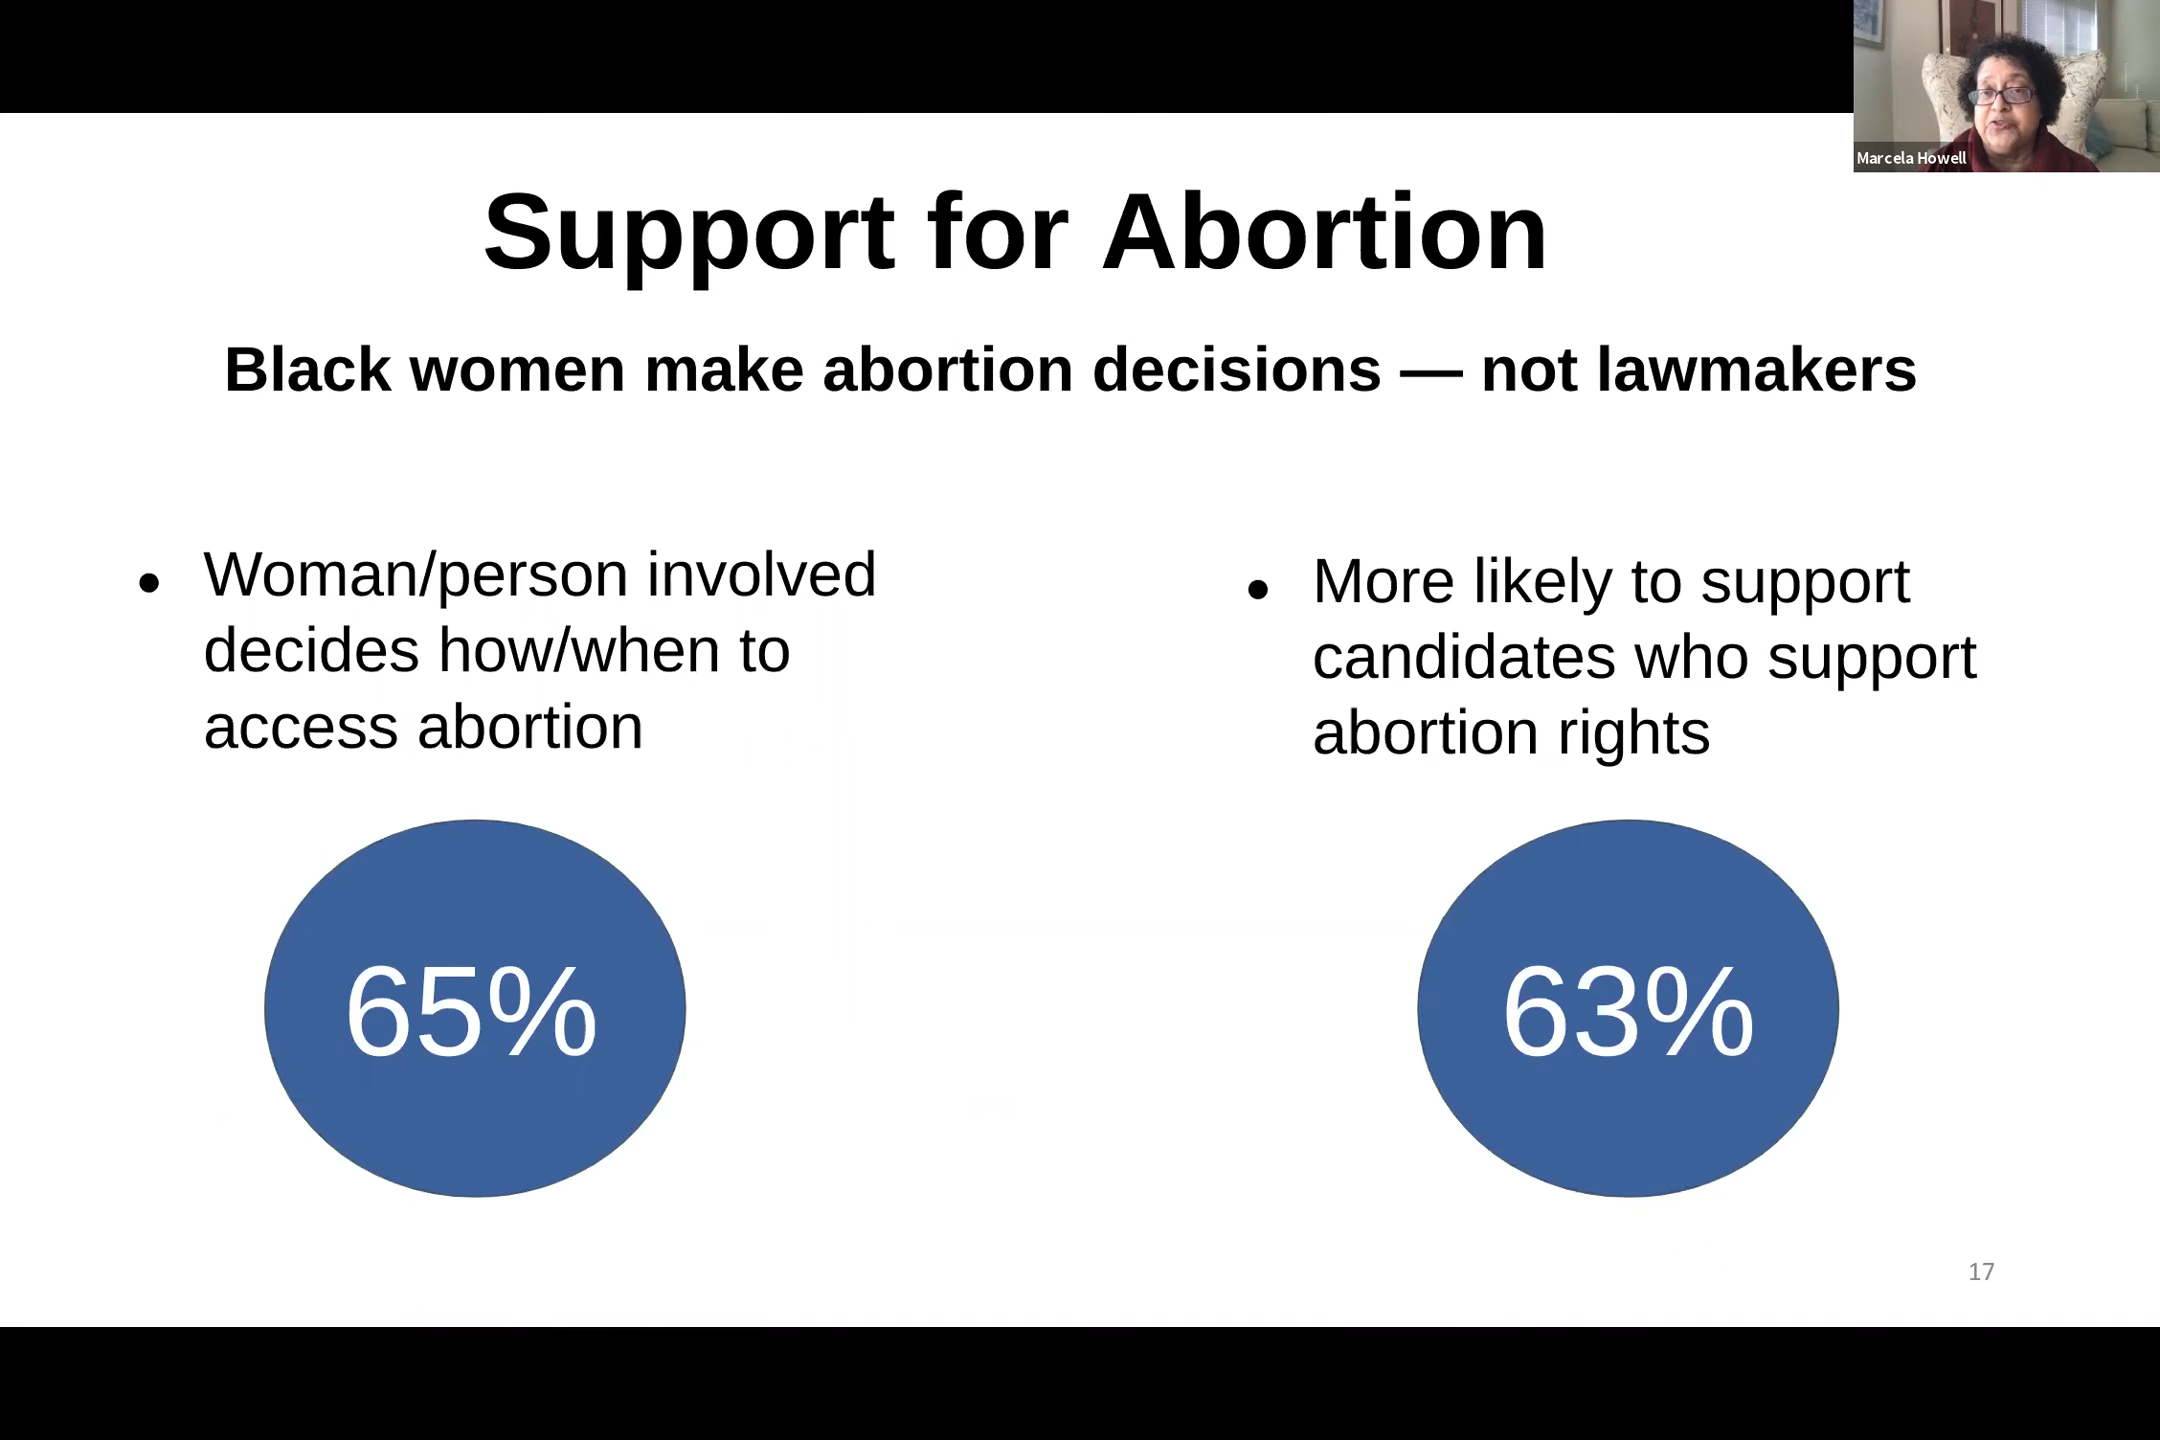 Marcela Howell
Support for Abortion
Black women make abortion decisions — not lawmakers
• Woman/person involved
decides how/when to
access abortion
• More likely to support
candidates who support
abortion rights
65%
63%
17